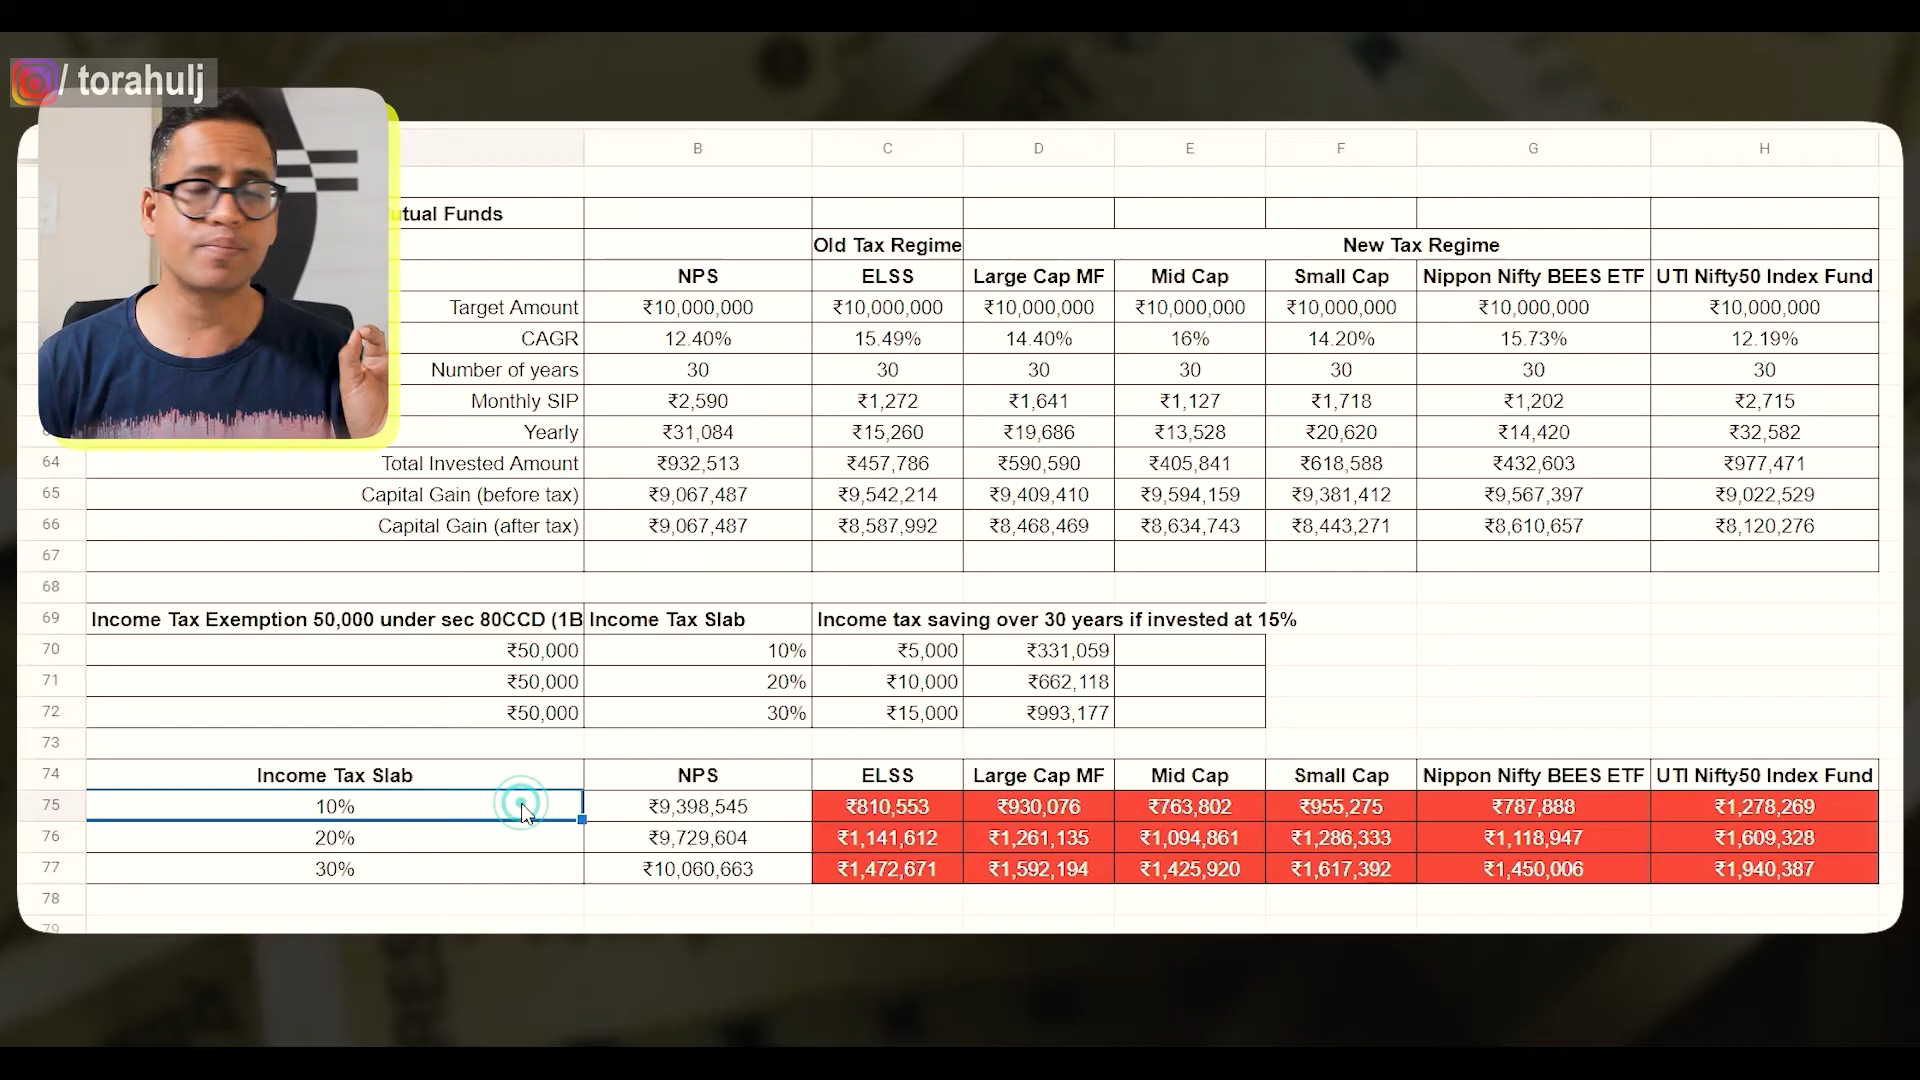 / torahulj
B C D E F G H
utual Funds
Old Tax Regime New Tax Regime
NPS ELSS Large Cap MF Mid Cap Small Cap Nippon Nifty BEES ETF UTI Nifty50 Index Fund
Target Amount ₹10,000,000 ₹10,000,000 ₹10,000,000 ₹10,000,000 ₹10,000,000 ₹10,000,000 ₹10,000,000
CAGR 12.40% 15.49% 14.40% 16% 14.20% 15.73% 12.19%
Number of years 30 30 30 30 30 30 30
Monthly SIP ₹2,590 ₹1,272 ₹1,641 ₹1,127 ₹1,718 ₹1,202 ₹2,715
Yearly ₹31,084 ₹15,260 ₹19,686 ₹13,528 ₹20,620 ₹14,420 ₹32,582
64 Total Invested Amount ₹932,513 ₹457,786 ₹590,590 ₹405,841 ₹618,588 ₹432,603 ₹977,471
65 Capital Gain (before tax) ₹9,067,487 ₹9,542,214 ₹9,409,410 ₹9,594,159 ₹9,381,412 ₹9,567,397 ₹9,022,529
66 Capital Gain (after tax) ₹9,067,487 ₹8,587,992 ₹8,468,469 ₹8,634,743 ₹8,443,271 ₹8,610,657 ₹8,120,276
67
68
69 Income Tax Exemption 50,000 under sec 80CCD (1B Income Tax Slab Income tax saving over 30 years if invested at 15%
70 ₹50,000 10% ₹5,000 ₹331,059
71 ₹50,000 20% ₹10,000 ₹662,118
72 ₹50,000 30% ₹15,000 ₹993,177
73
74 Income Tax Slab NPS ELSS Large Cap MF Mid Cap Small Cap Nippon Nifty BEES ETF UTI Nifty50 Index Fund
75 10% ₹9,398,545 ₹810,553 ₹930,076 ₹763,802 ₹955,275 ₹787,888 ₹1,278,269
76 20% ₹9,729,604 ₹1,141,612 ₹1,261,135 ₹1,094,861 ₹1,286,333 ₹1,118,947 ₹1,609,328
77 30% ₹10,060,663 ₹1,472,671 ₹1,592,194 ₹1,425,920 ₹1,617,392 ₹1,450,006 ₹1,940,387
78
79